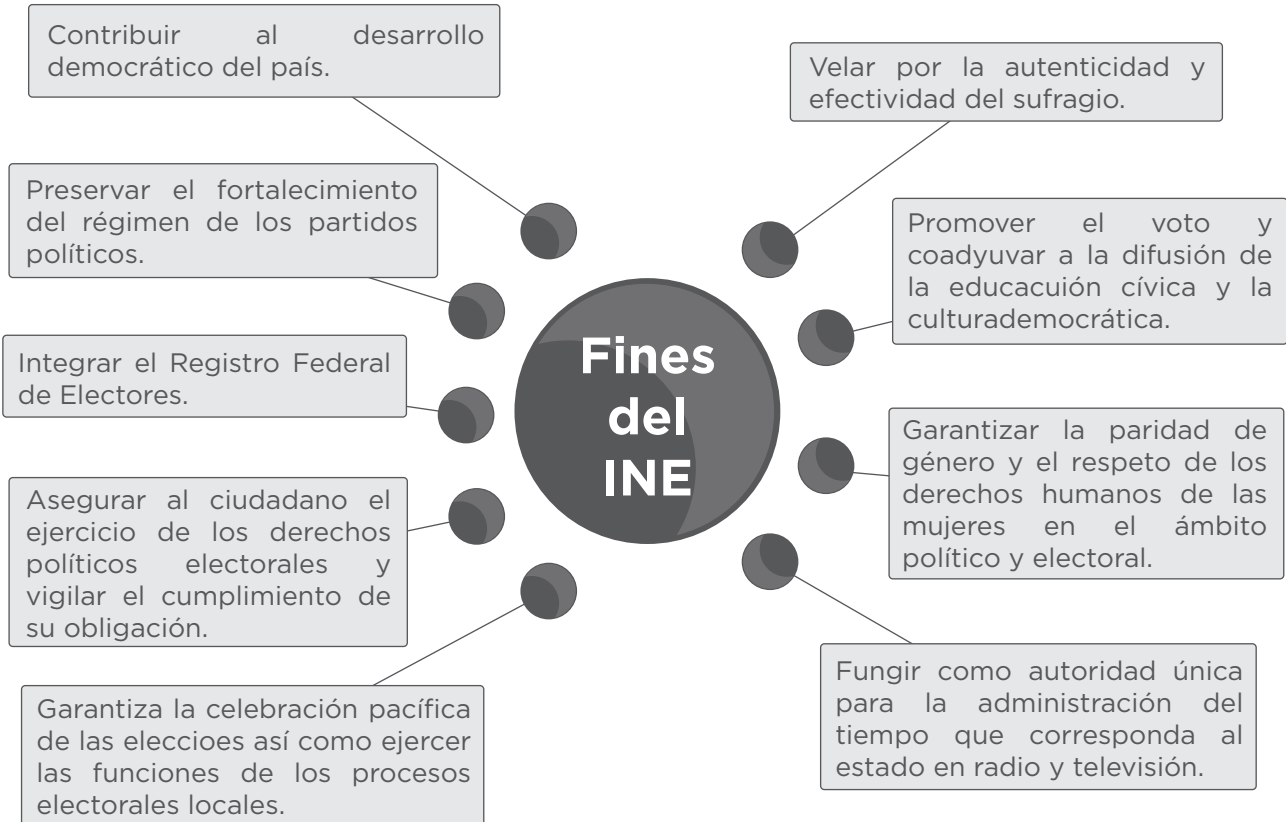 Contribuir al desarrollo
democrático del país.
Preservar el fortalecimiento
del régimen de los partidos
políticos.
Integrar el Registro Federal
de Electores.
Asegurar al ciudadano el
ejercicio de los derechos
políticos electorales y
vigilar el cumplimiento de
su obligación.
Garantiza la celebración pacífica
de las eleccioes así como ejercer
las funciones de los procesos
electorales locales.
Fines
del
INE
Velar por la autenticidad y
efectividad del sufragio.
Promover el voto y
coadyuvar a la difusión de
la educacuión cívica y la
culturademocrática.
Garantizar la paridad de
género y el respeto de los
derechos humanos de las
mujeres en el ámbito
político y electoral.
Fungir como autoridad única
para la administración del
tiempo que corresponda al
estado en radio y televisión.